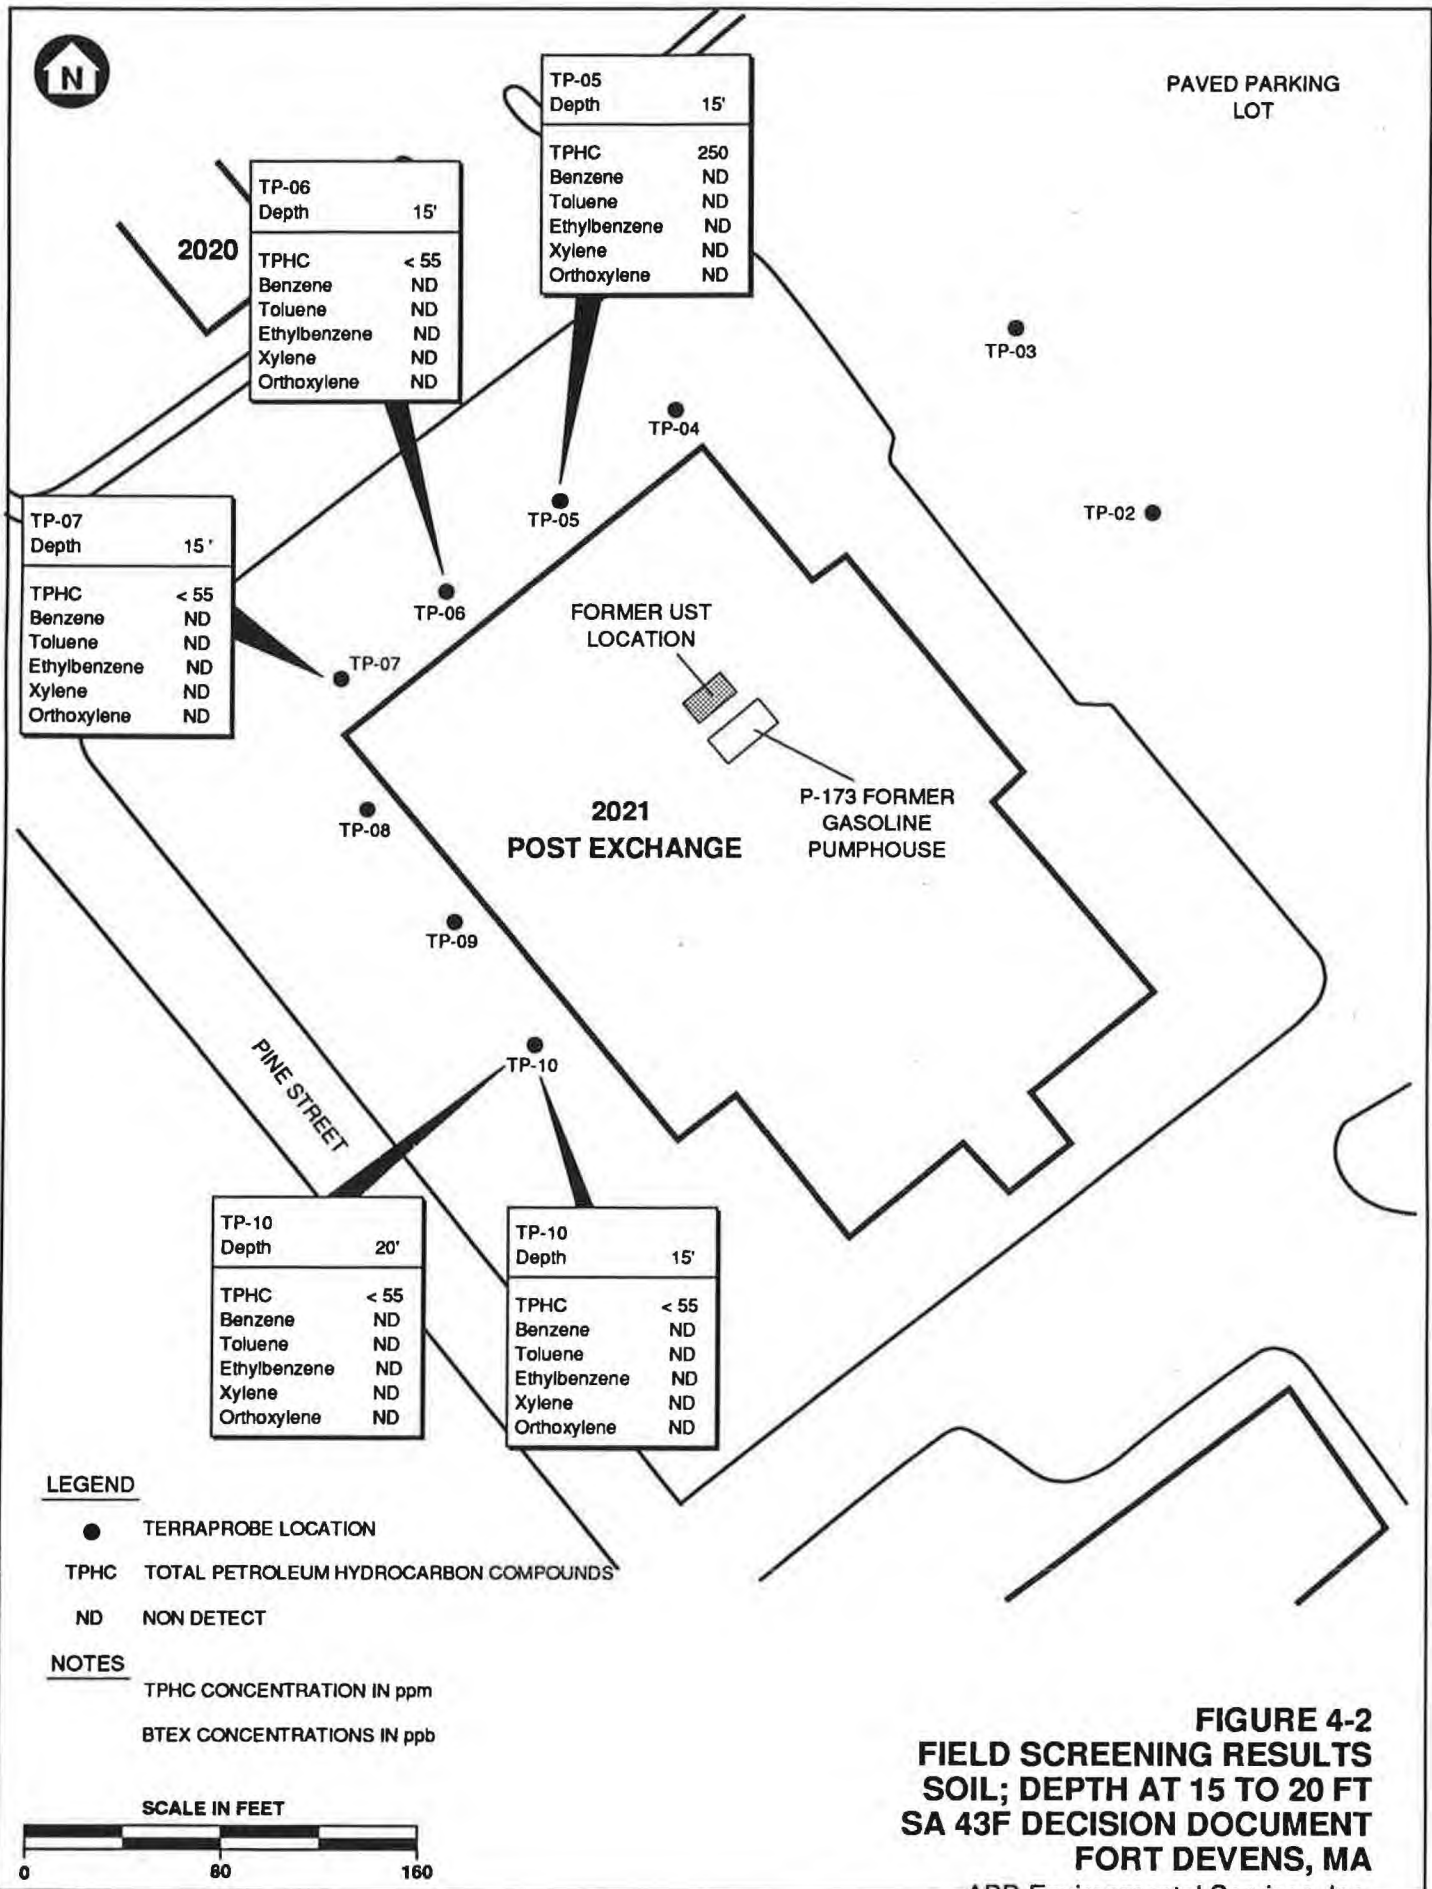 N
PAVED PARKING
LOT
TP-05
Depth 15'
TPHC 250
Benzene ND
Toluene ND
Ethylbenzene ND
Xylene ND
Orthoxylene ND
TP-06
Depth 15'
TPHC < 55
Benzene ND
Toluene ND
Ethylbenzene ND
Xylene ND
Orthoxylene ND
2020
TP-03
TP-04
TP-02
TP-05
TP-07
Depth 15'
TPHC < 55
Benzene ND
Toluene ND
Ethylbenzene ND
Xylene ND
Orthoxylene ND
TP-06
FORMER UST
LOCATION
TP-07
P-173 FORMER
GASOLINE
PUMPHOUSE
2021
POST EXCHANGE
TP-08
TP-09
TP-10
PINE STREET
TP-10
Depth 20'
TPHC < 55
Benzene ND
Toluene ND
Ethylbenzene ND
Xylene ND
Orthoxylene ND
TP-10
Depth 15'
TPHC < 55
Benzene ND
Toluene ND
Ethylbenzene ND
Xylene ND
Orthoxylene ND
LEGEND
TERRAPROBE LOCATION
TPHC TOTAL PETROLEUM HYDROCARBON COMPOUNDS
ND NON DETECT
NOTES
TPHC CONCENTRATION IN ppm
BTEX CONCENTRATIONS IN ppb
SCALE IN FEET
0 80 160
FIGURE 4-2
FIELD SCREENING RESULTS
SOIL; DEPTH AT 15 TO 20 FT
SA 43F DECISION DOCUMENT
FORT DEVENS, MA